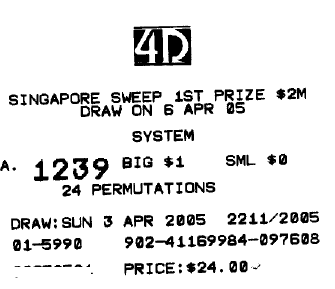 4D
SINGAPORE SWEEP 1ST PRIZE $2M
DRAW ON 6 APR 05
SYSTEM
A. 1239 BIG $1 SML $0
24 PERMUTATIONS
DRAW:SUN 3 APR 2005 2211/2005
01-5990 902-41169984-097608
PRICE:$24.00